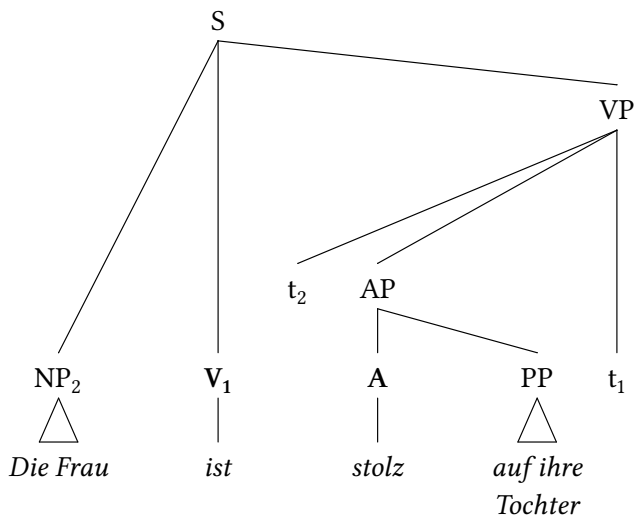 S
VP
t₂ AP
NP₂ V₁ A PP t₁
Die Frau ist stolz auf ihre
Tochter